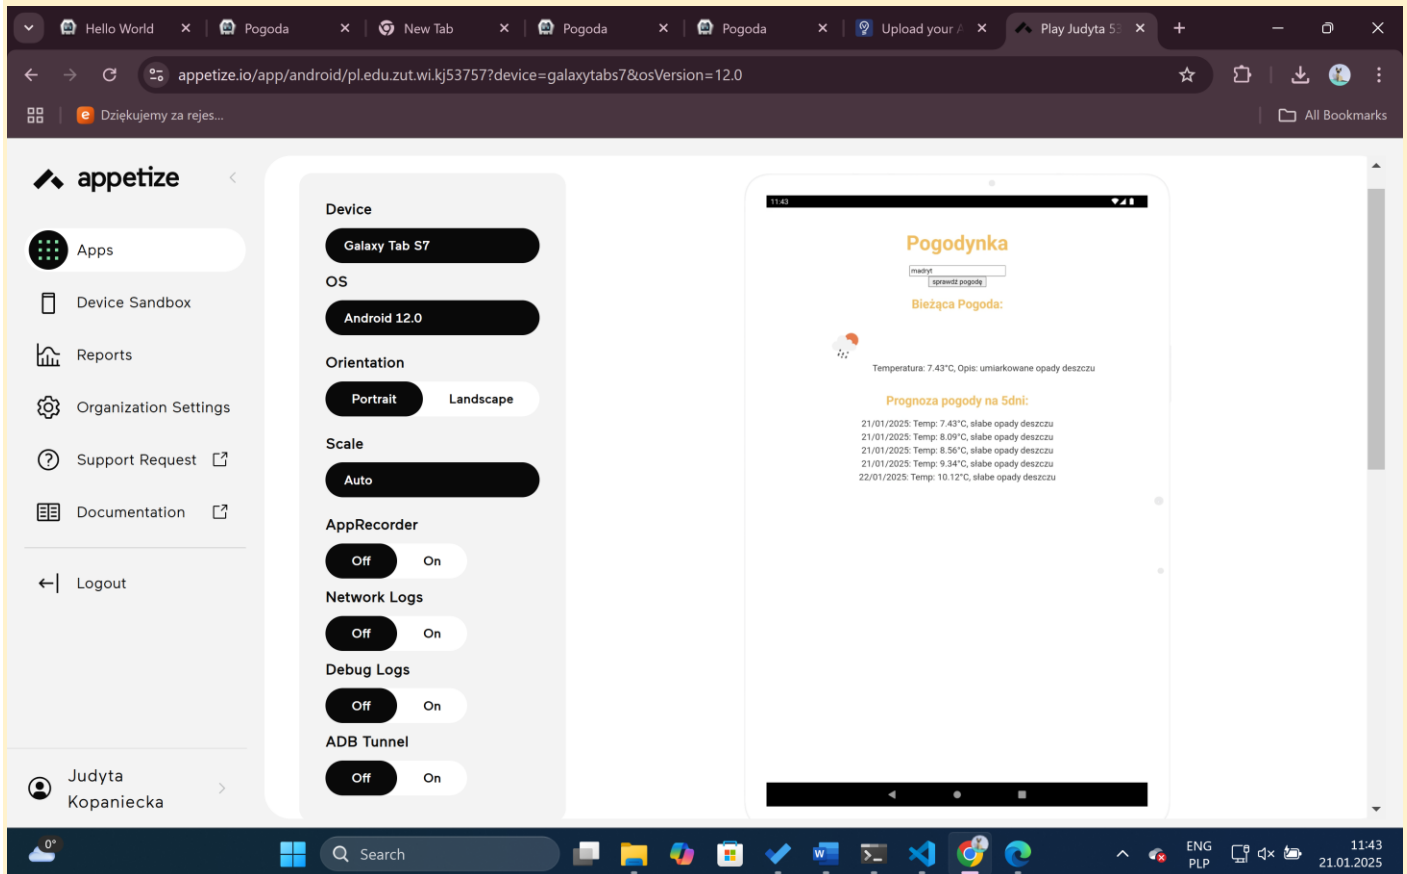 Hello World
Pogoda
New Tab
Pogoda
Pogoda
Upload your A
Play Judyta 53
appetize.io/app/android/pl.edu.zut.wi.kj53757?device=galaxytabs7&osVersion=12.0
e Dziękujemy za rejes...
All Bookmarks
appetize
Apps
Device Sandbox
Reports
Organization Settings
Support Request
Documentation
Logout
Judyta
Kopaniecka
Device
Galaxy Tab S7
OS
Android 12.0
Orientation
Portrait Landscape
Scale
Auto
AppRecorder
Off On
Network Logs
Off On
Debug Logs
Off On
ADB Tunnel
Off On
11:43
Pogodynka
madryt
sprawdź pogodę
Bieżąca Pogoda:
Temperatura: 7.43°C, Opis: umiarkowane opady deszczu
Prognoza pogody na 5dni:
21/01/2025: Temp: 7.43°C, słabe opady deszczu
21/01/2025: Temp: 8.09°C, słabe opady deszczu
21/01/2025: Temp: 8.56°C, słabe opady deszczu
21/01/2025: Temp: 9.34°C, słabe opady deszczu
22/01/2025: Temp: 10.12°C, słabe opady deszczu
0°
Search
ENG
PLP
11:43
21.01.2025